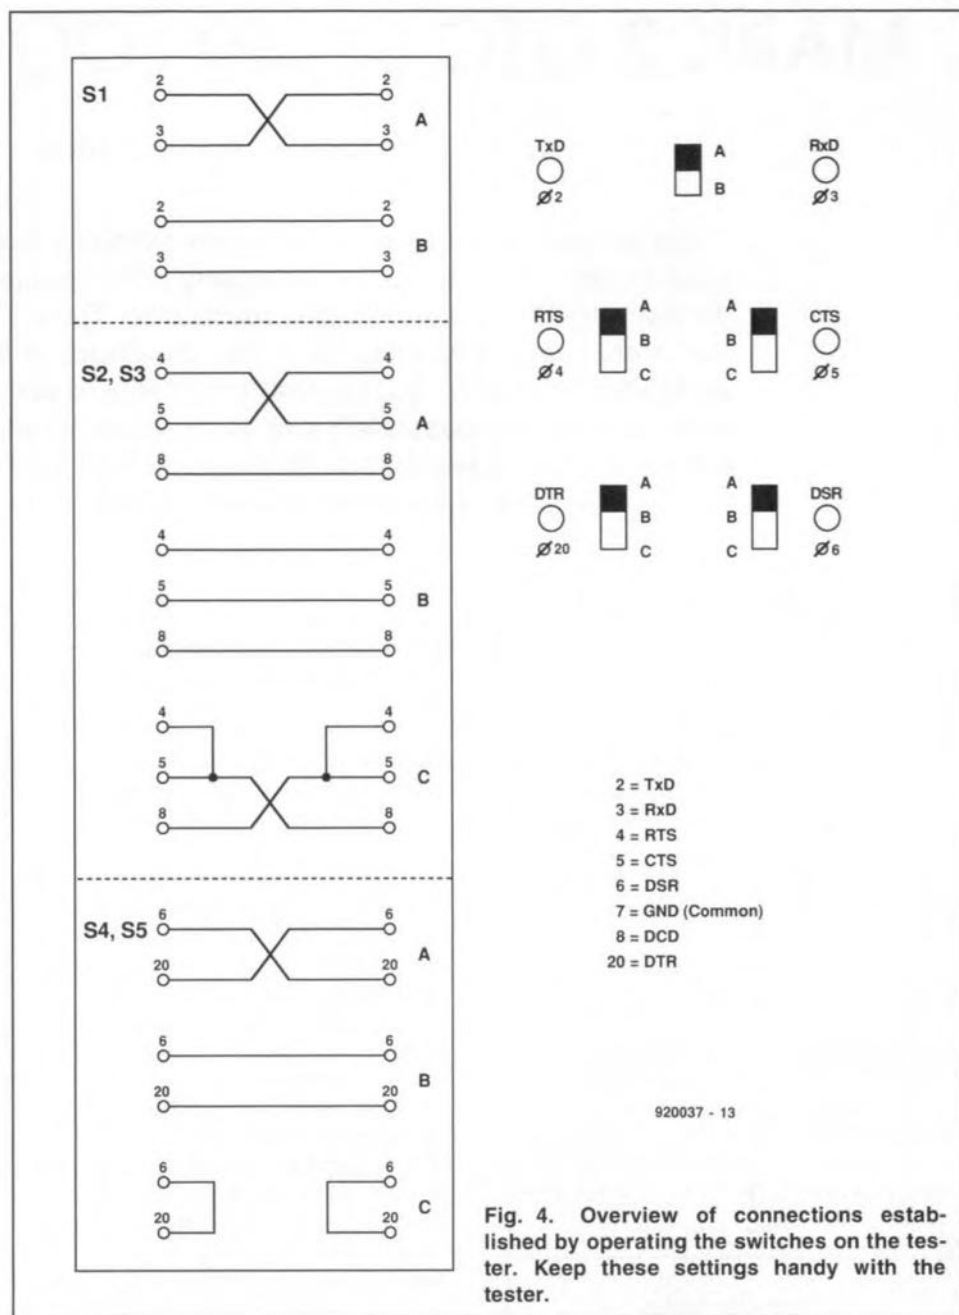 S1
2 2
A
3 3
2 2
B
3 3
S2, S3
4 4
5 5
A
8 8
4 4
5 5
B
8 8
4 4
5 5
C
8 8
S4, S5
6 6
A
20 20
6 6
B
20 20
6 6
C
20 20
TxD A RxD
Ø2 B Ø3
RTS A A CTS
B B
Ø4 C C Ø5
DTR A A DSR
B B
Ø20 C C Ø6
2 = TxD
3 = RxD
4 = RTS
5 = CTS
6 = DSR
7 = GND (Common)
8 = DCD
20 = DTR
920037 - 13
Fig. 4. Overview of connections estab-
lished by operating the switches on the tes-
ter. Keep these settings handy with the
tester.